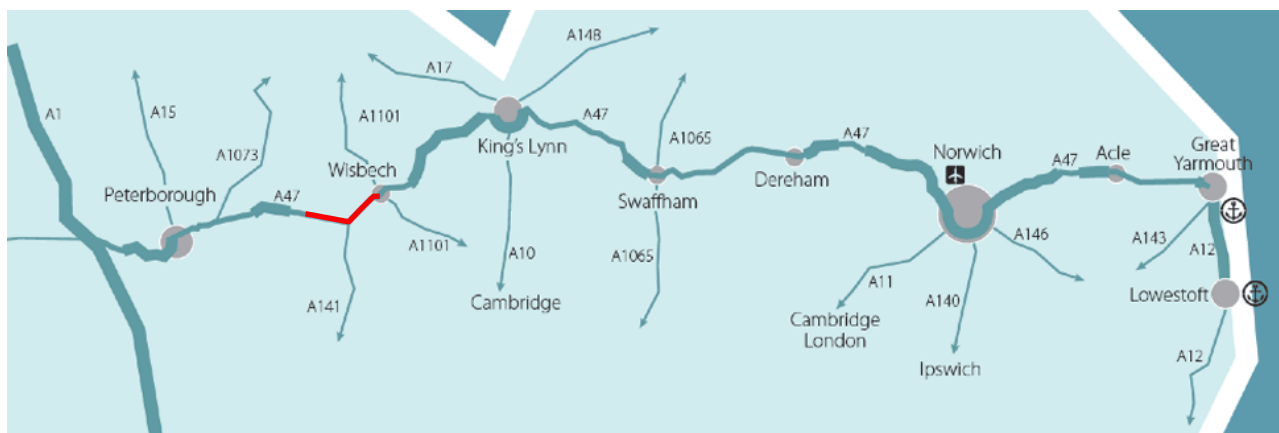 A148
A17
A1
A15
A1101
A47
A1073
King's Lynn
A1065
A47
Wisbech
Norwich
Great
Yarmouth
Acle
A47
Peterborough
Dereham
A47
Swaffham
A1101
A10
A1065
A146
A143
A12
A11
A141
Cambridge
A140
Lowestoft
Cambridge
London
Ipswich
A12